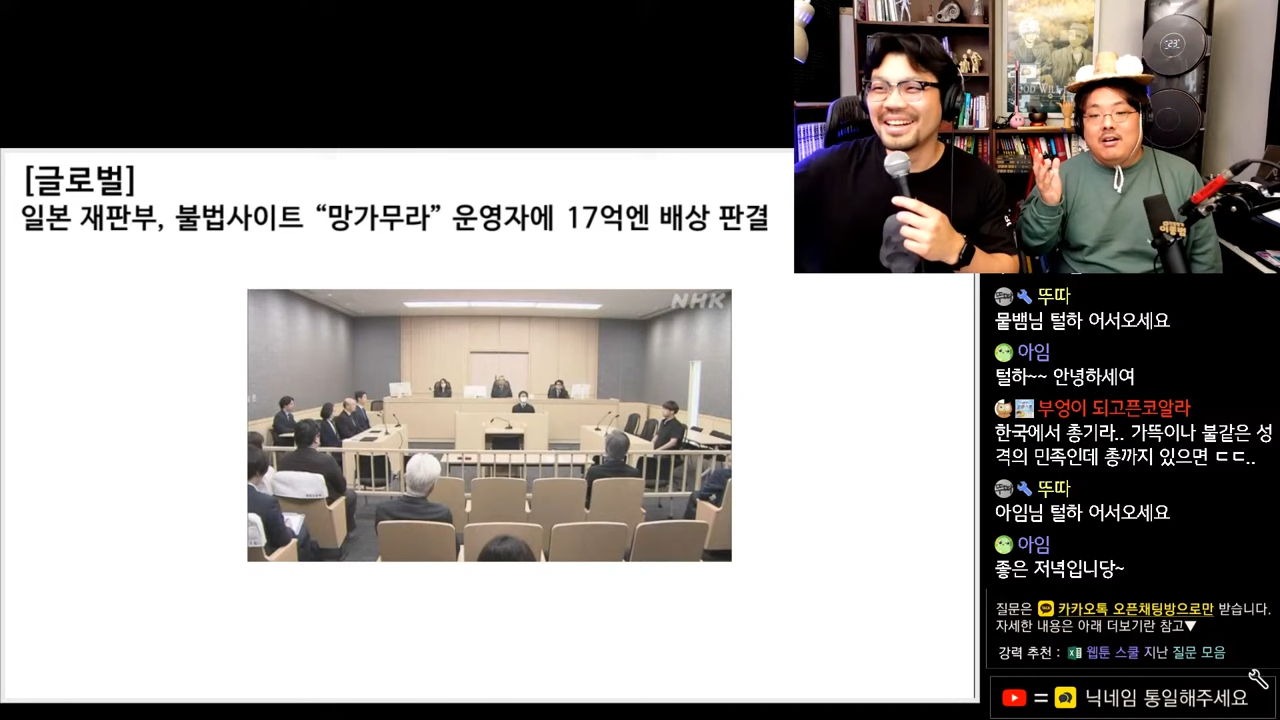 [글로벌]
일본 재판부, 불법사이트 “망가무라” 운영자에 17억엔 배상 판결
NHK
GOOD WILL
뚜따
뭍뱀님 털하 어서오세요
아임
털하~~ 안녕하세여
부엉이 되고픈코알라
한국에서 총기라.. 가뜩이나 불같은 성
격의 민족인데 총까지 있으면 ㄷㄷ..
뚜따
아임님 털하 어서오세요
아임
좋은 저녁입니당~
질문은 카카오톡 오픈채팅방으로만 받습니다.
자세한 내용은 아래 더보기란 참고▼
강력 추천 : 웹툰 스쿨 지난 질문 모음
= 닉네임 통일해주세요